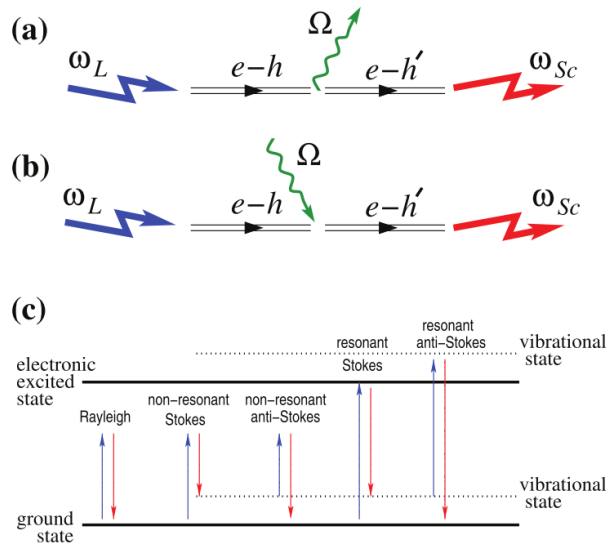 (a)
ω_L
e−h
Ω
e−h′
ω_Sc
(b)
ω_L
e−h
Ω
e−h′
ω_Sc
(c)
electronic
excited
state
Rayleigh
non−resonant
Stokes
non−resonant
anti−Stokes
resonant
Stokes
resonant
anti−Stokes
vibrational
state
vibrational
state
ground
state